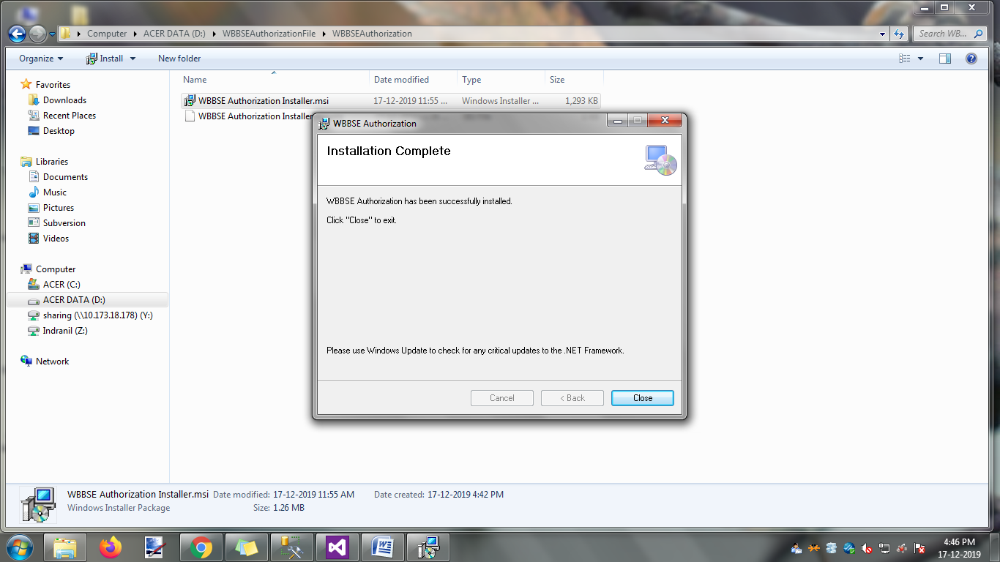 Computer ACER DATA (D:) WBBSEAuthorizationFile WBBSEAuthorization
Search WB...
Organize Install New folder
Name Date modified Type Size
WBBSE Authorization Installer.msi 17-12-2019 11:55 ... Windows Installer ... 1,293 KB
WBBSE Authorization Installer
Favorites
Downloads
Recent Places
Desktop
Libraries
Documents
Music
Pictures
Subversion
Videos
Computer
ACER (C:)
ACER DATA (D:)
sharing (\\10.173.18.178) (Y:)
Indranil (Z:)
Network
WBBSE Authorization
Installation Complete
WBBSE Authorization has been successfully installed.
Click "Close" to exit.
Please use Windows Update to check for any critical updates to the .NET Framework.
Cancel < Back Close
WBBSE Authorization Installer.msi Date modified: 17-12-2019 11:55 AM Date created: 17-12-2019 4:42 PM
Windows Installer Package Size: 1.26 MB
4:46 PM
17-12-2019